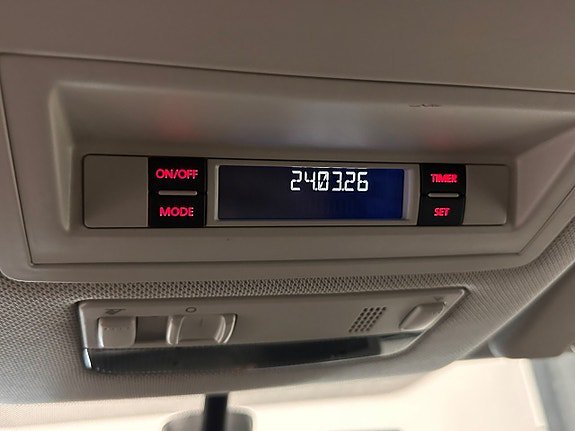 ON/OFF
24.03.26
TIMER
MODE
SET